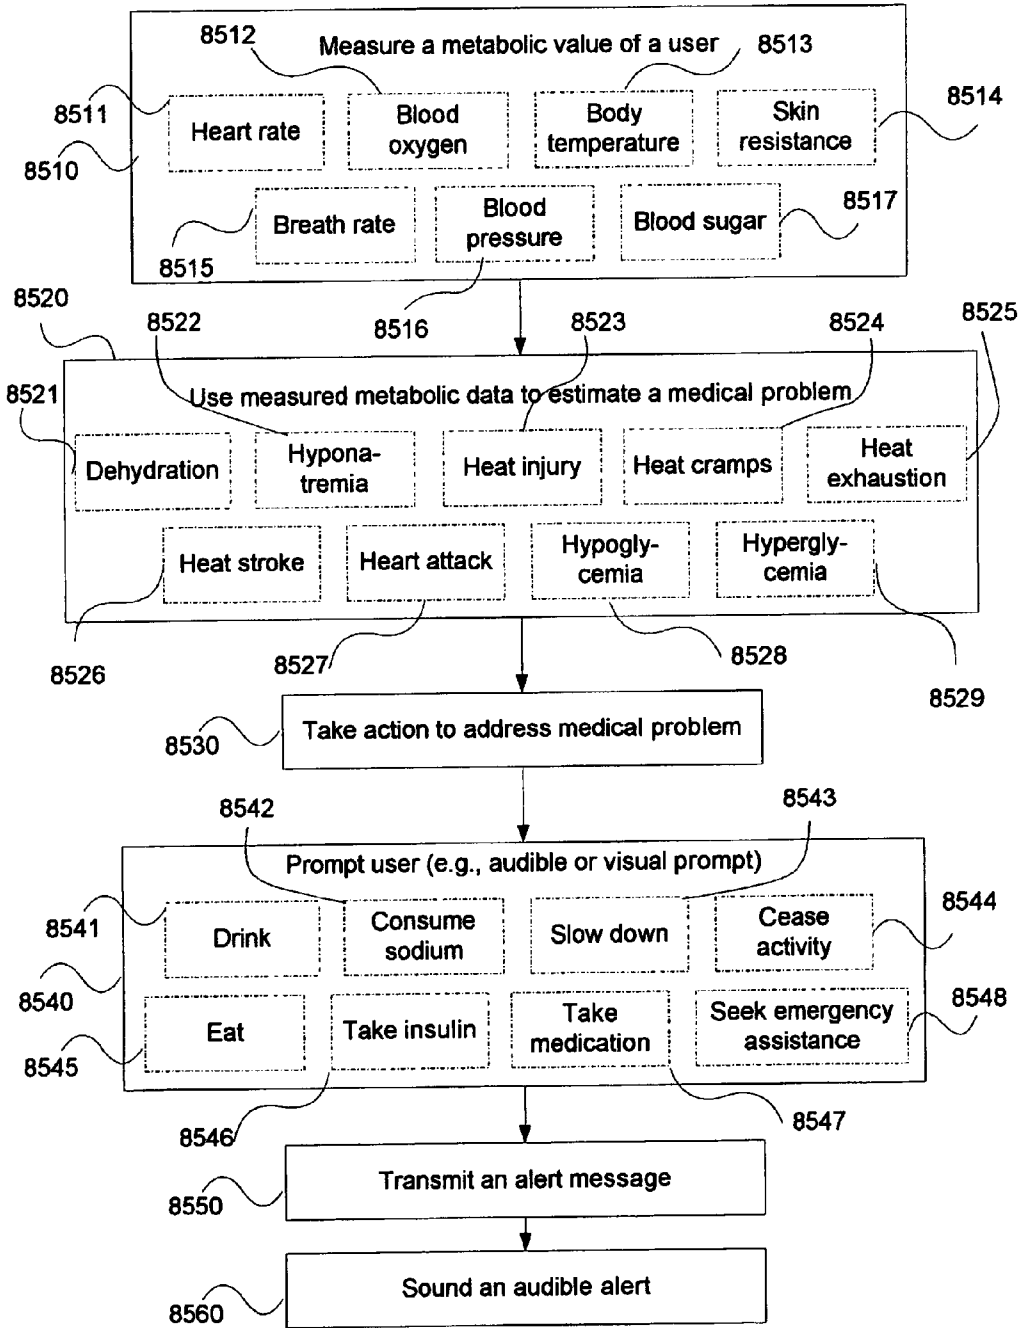 8512
Measure a metabolic value of a user
8513
8511
Heart rate
Blood
oxygen
Body
temperature
Skin
resistance
8514
8510
8515
Breath rate
Blood
pressure
Blood sugar
8517
8516
8520
8522
8523
8524
8525
Use measured metabolic data to estimate a medical problem
8521
Dehydration
Hypona-
tremia
Heat injury
Heat cramps
Heat
exhaustion
Heat stroke
Heart attack
Hypogly-
cemia
Hypergly-
cemia
8526
8527
8528
8529
8530
Take action to address medical problem
8542
8543
Prompt user (e.g., audible or visual prompt)
8541
Drink
Consume
sodium
Slow down
Cease
activity
8544
8540
8545
Eat
Take insulin
Take
medication
Seek emergency
assistance
8548
8546
8547
8550
Transmit an alert message
8560
Sound an audible alert